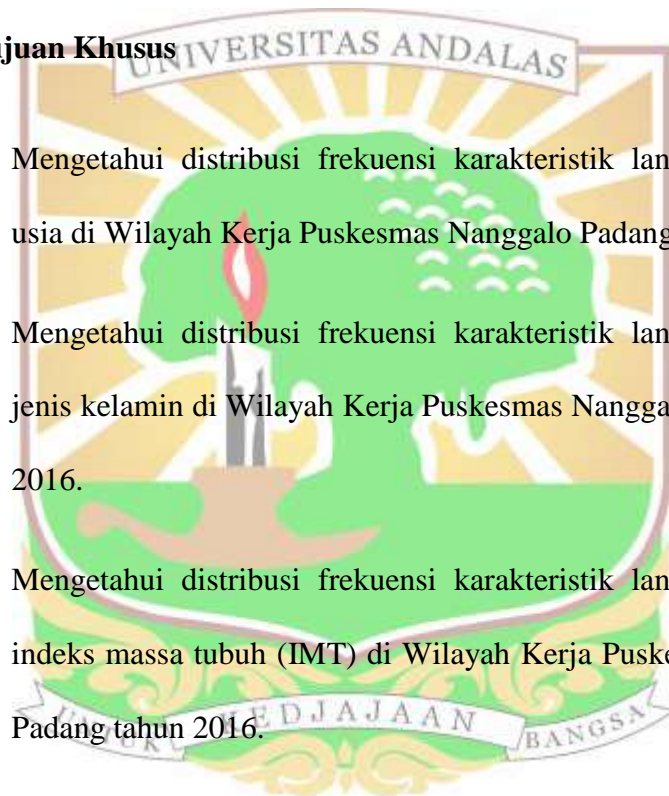 ujuan Khusus
UNIVERSITAS ANDALAS
Mengetahui distribusi frekuensi karakteristik lan
usia di Wilayah Kerja Puskesmas Nanggalo Padang
Mengetahui distribusi frekuensi karakteristik lan
jenis kelamin di Wilayah Kerja Puskesmas Nangga
2016.
Mengetahui distribusi frekuensi karakteristik lan
indeks massa tubuh (IMT) di Wilayah Kerja Puske
Padang tahun 2016.
UNTUK KEDJAJAAN BANGSA